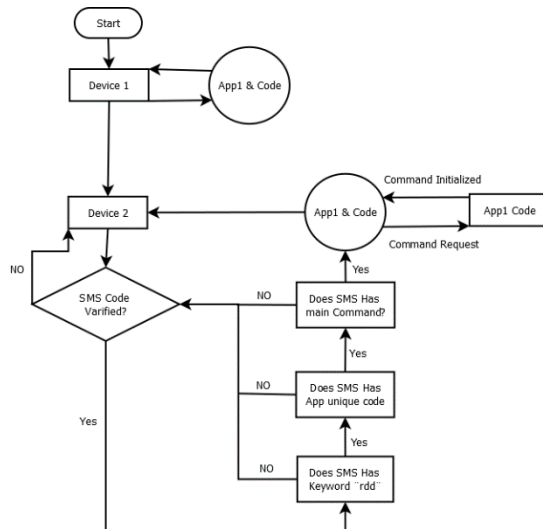 Start
Device 1
App1 & Code
Command Initialized
Device 2
App1 & Code
App1 Code
Command Request
NO
Yes
SMS Code
Varified?
NO
Does SMS Has
main Command?
Yes
NO
Does SMS Has
App unique code
Yes
Yes
NO
Does SMS Has
Keyword ¨rdd¨